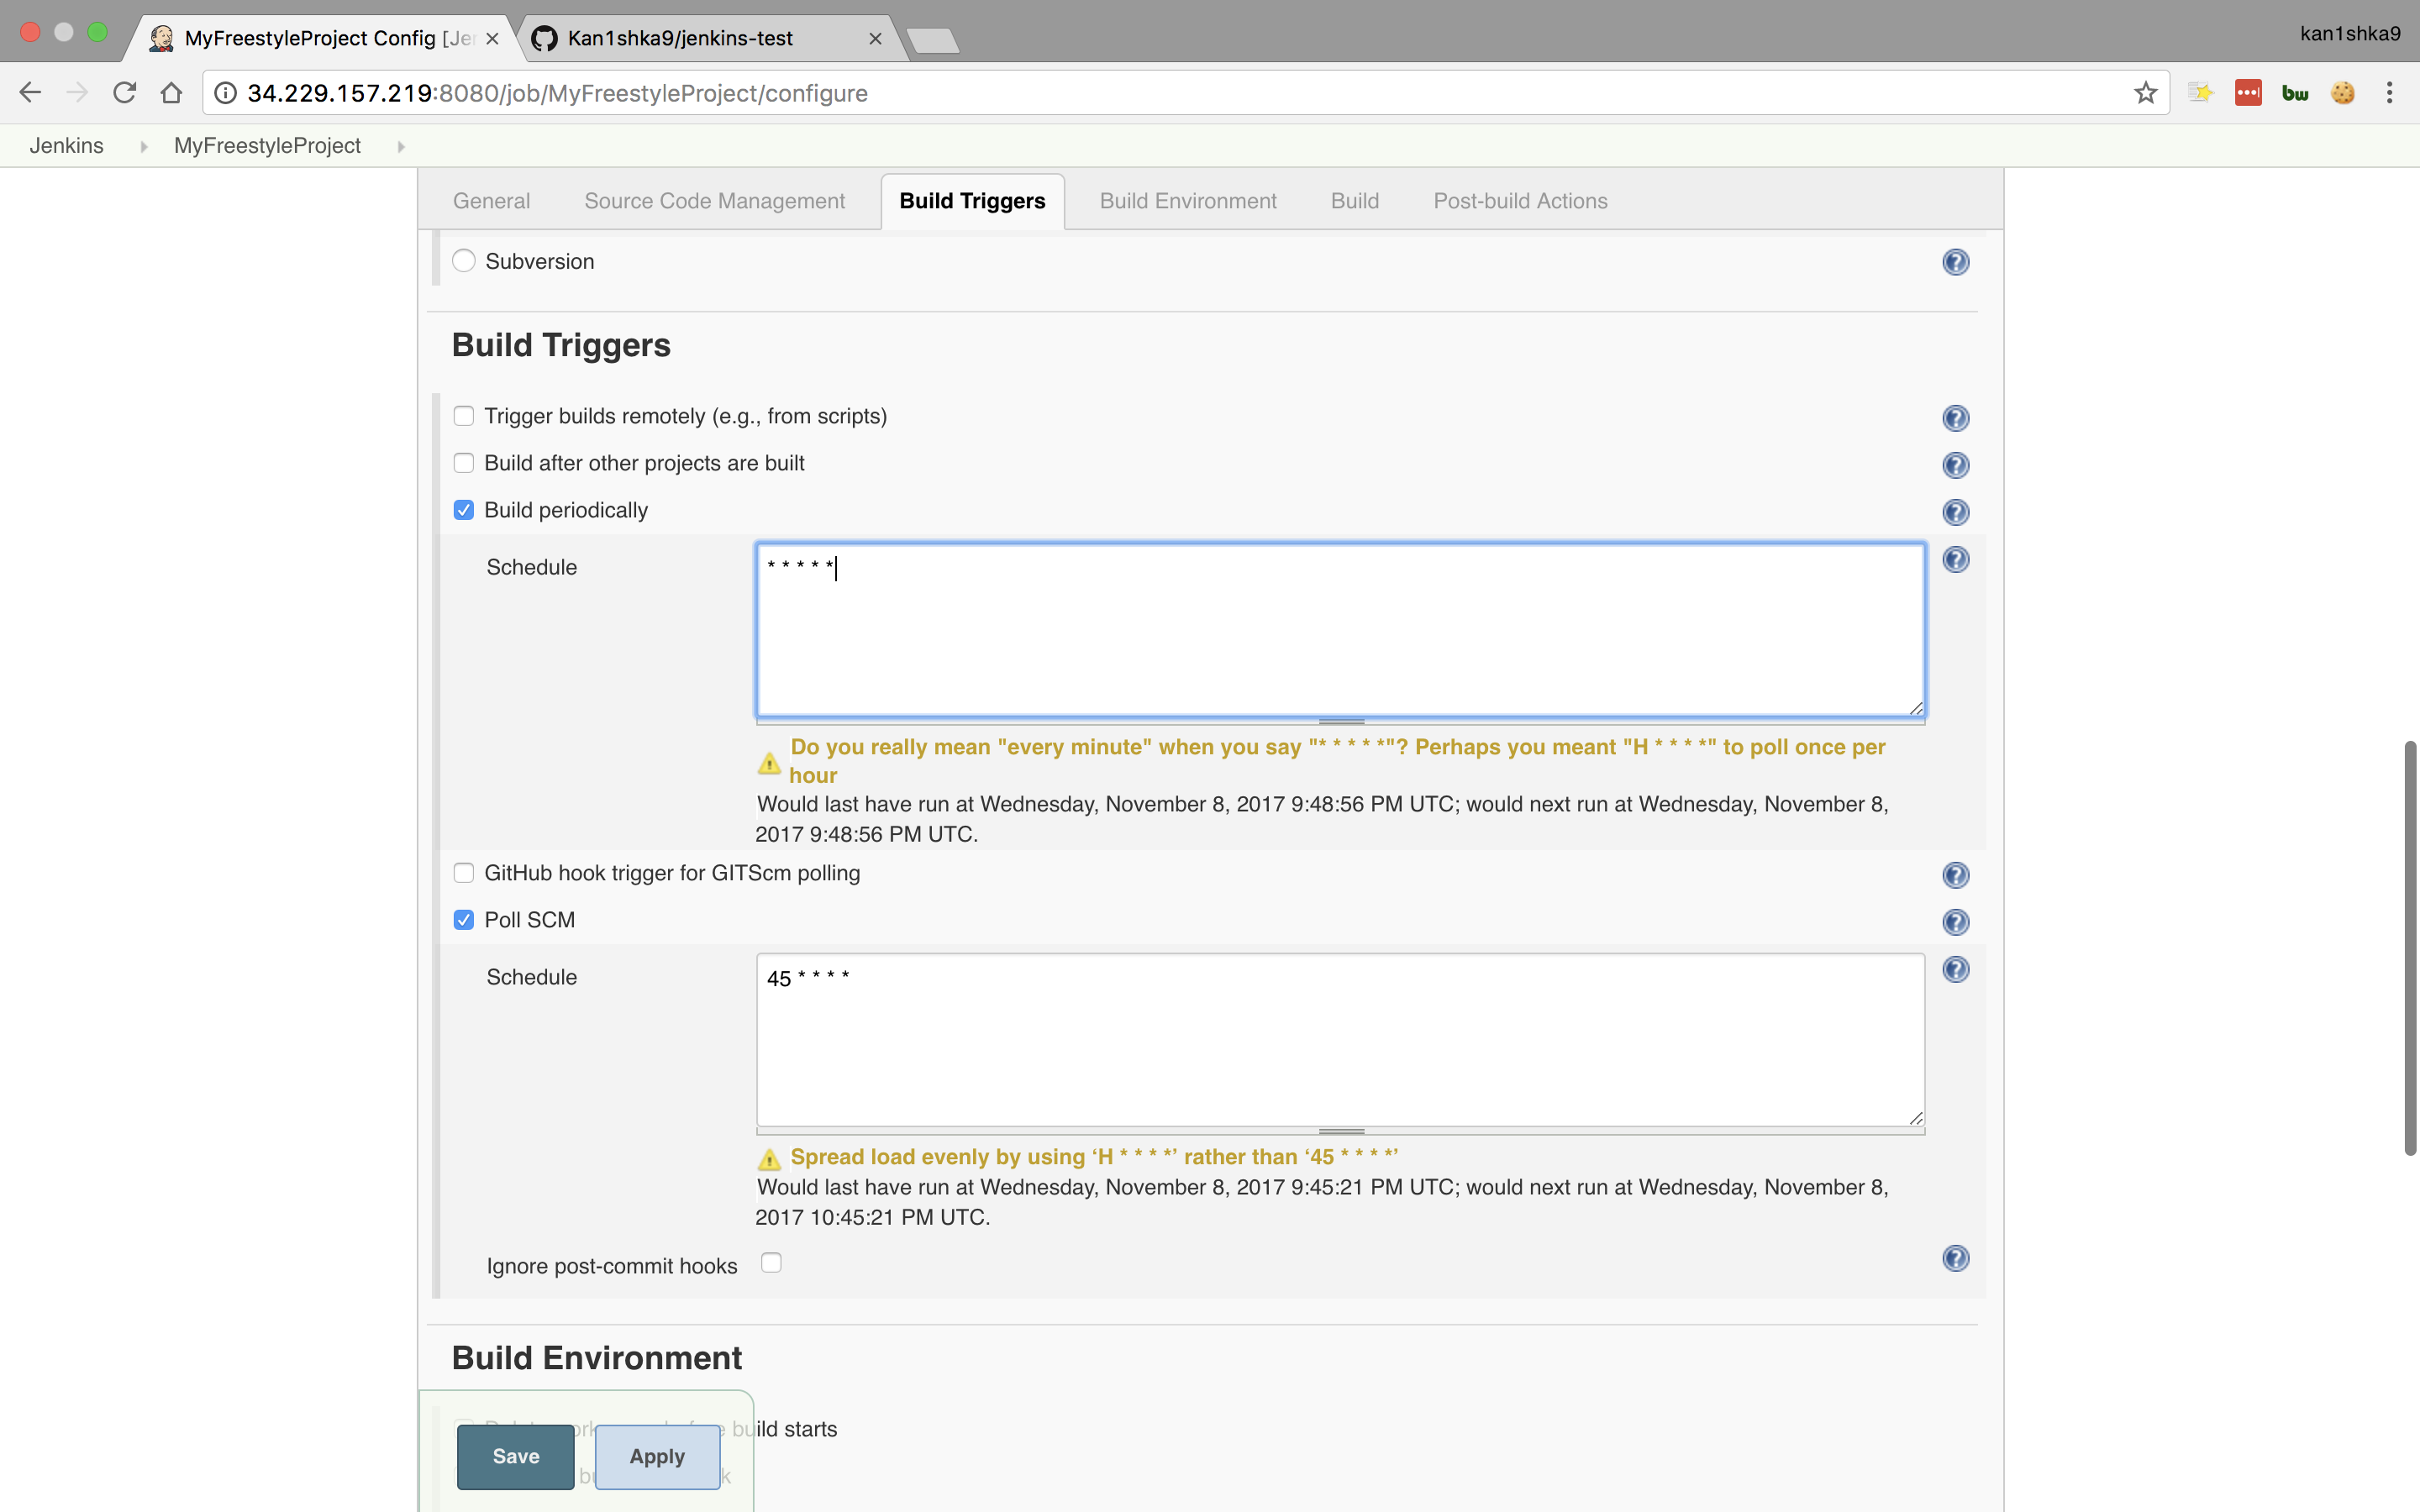 MyFreestyleProject Config [Je
Kan1shka9/jenkins-test
kan1shka9
34.229.157.219:8080/job/MyFreestyleProject/configure
bw
Jenkins
MyFreestyleProject
General
Source Code Management
Build Triggers
Build Environment
Build
Post-build Actions
Subversion
Build Triggers
Trigger builds remotely (e.g., from scripts)
Build after other projects are built
Build periodically
Schedule
* * * * *
Do you really mean "every minute" when you say "* * * * *"? Perhaps you meant "H * * * *" to poll once per
hour
Would last have run at Wednesday, November 8, 2017 9:48:56 PM UTC; would next run at Wednesday, November 8,
2017 9:48:56 PM UTC.
GitHub hook trigger for GITScm polling
Poll SCM
Schedule
45 * * * *
Spread load evenly by using ‘H * * * *’ rather than ‘45 * * * *’
Would last have run at Wednesday, November 8, 2017 9:45:21 PM UTC; would next run at Wednesday, November 8,
2017 10:45:21 PM UTC.
Ignore post-commit hooks
Build Environment
build starts
Save
Apply